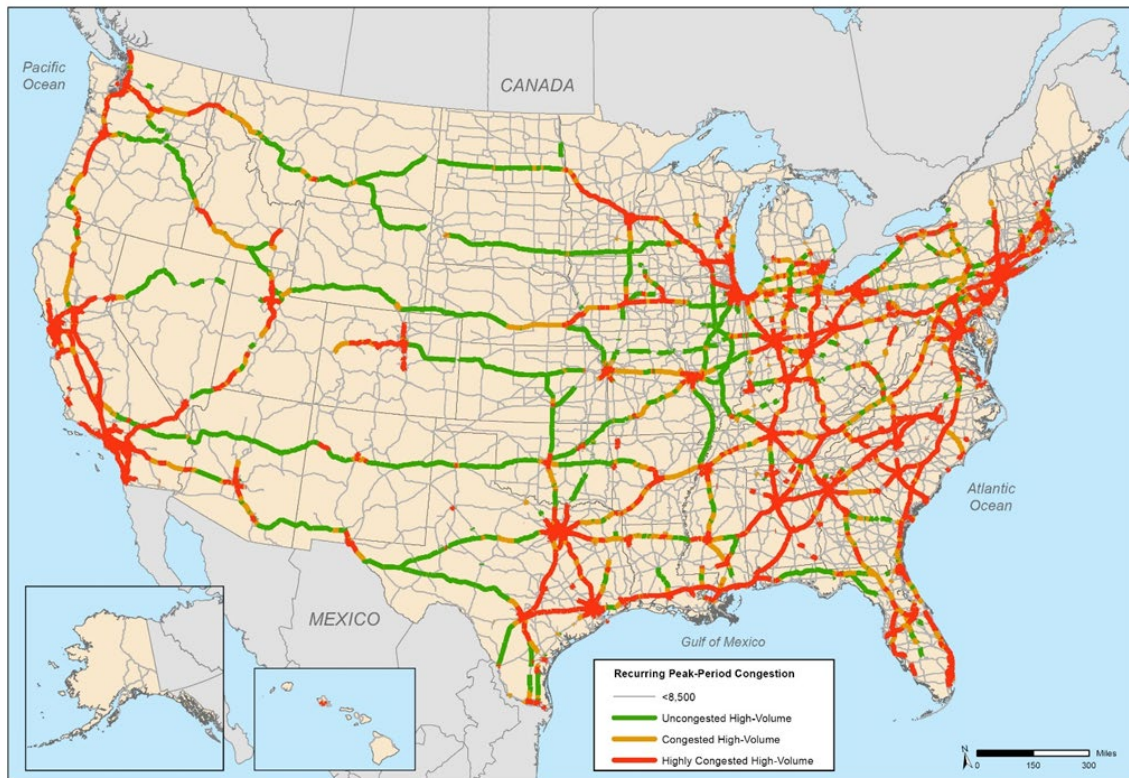 Pacific
Ocean
CANADA
Atlantic
Ocean
MEXICO
Gulf of Mexico
Recurring Peak-Period Congestion
<8,500
Uncongested High-Volume
Congested High-Volume
Highly Congested High-Volume
N
Miles
0 150 300